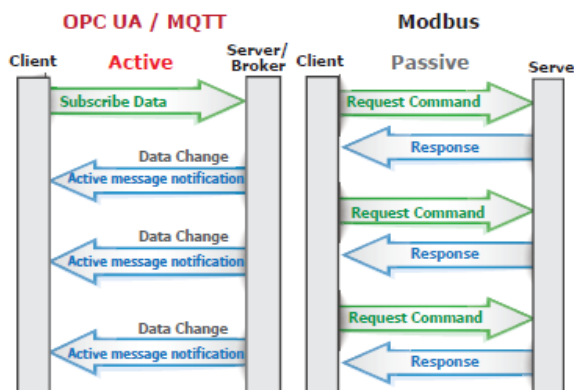 OPC UA / MQTT
Client
Active
Server/
Broker
Subscribe Data
Data Change
Active message notification
Data Change
Active message notification
Data Change
Active message notification
Modbus
Client
Passive
Serve
Request Command
Response
Request Command
Response
Request Command
Response